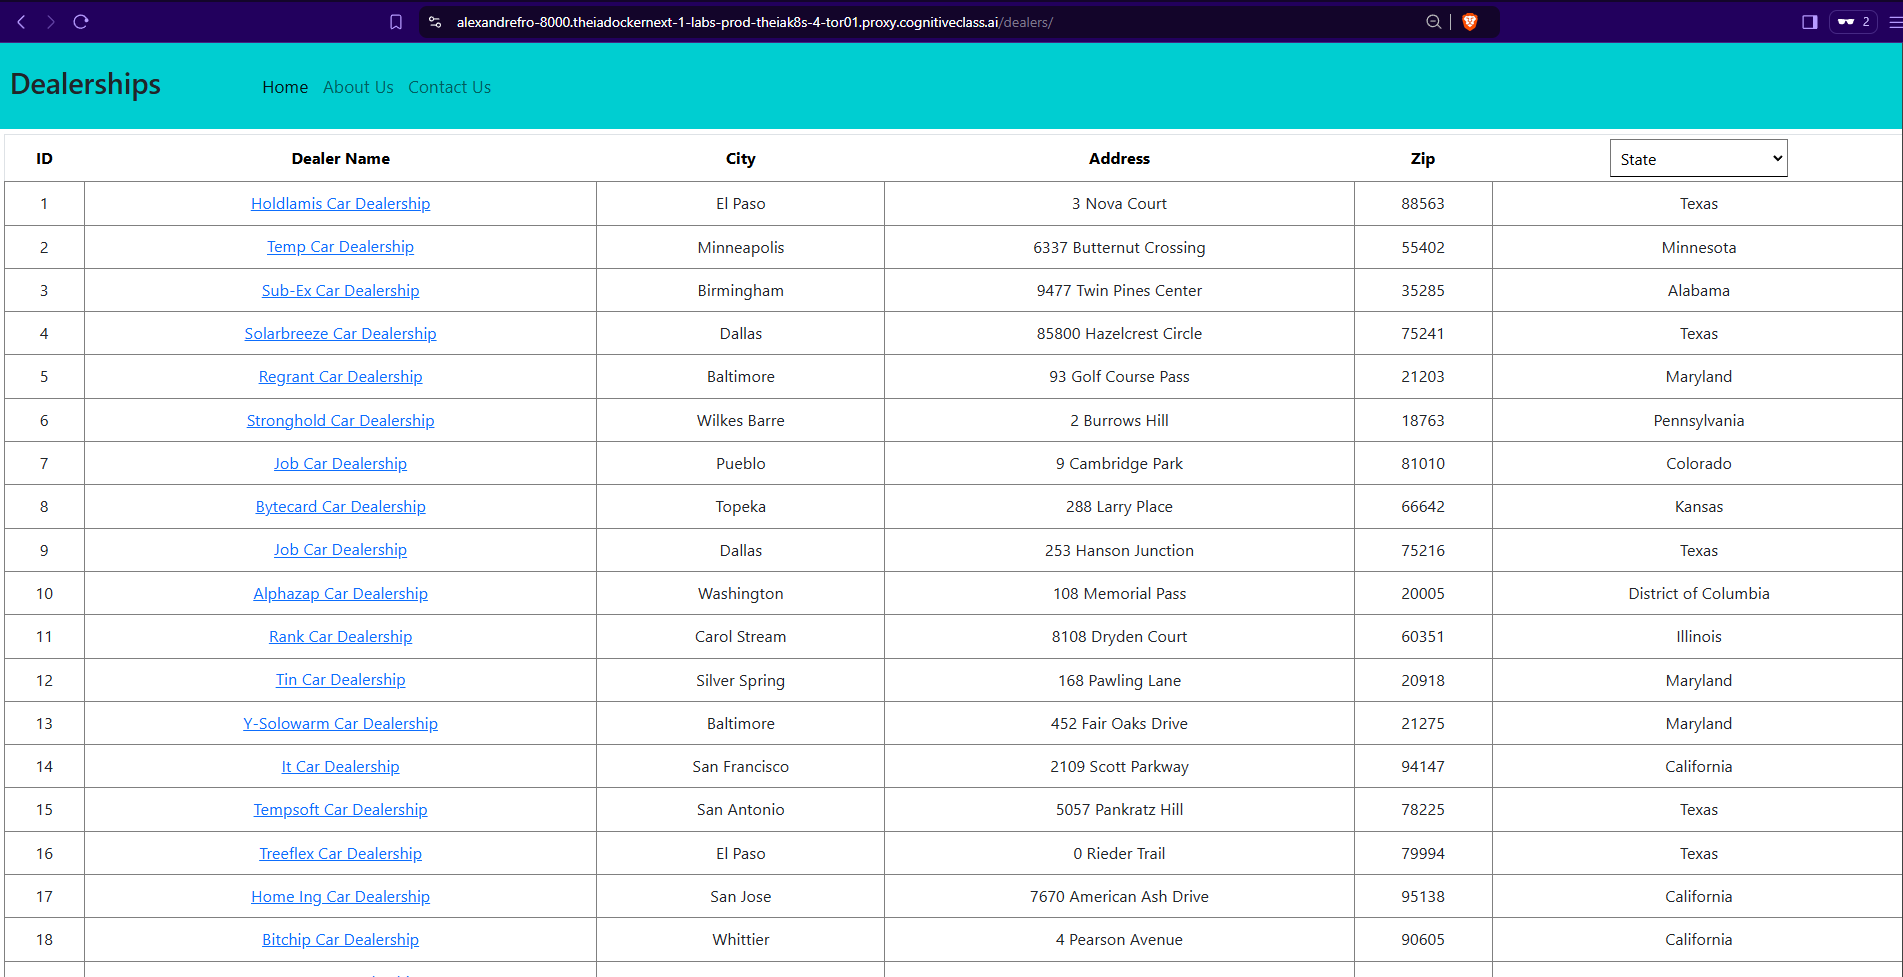 alexandrefro-8000.theiadockernext-1-labs-prod-theiak8s-4-tor01.proxy.cognitiveclass.ai/dealers/ 2
Dealerships Home About Us Contact Us
ID Dealer Name City Address Zip State
1 Holdlamis Car Dealership El Paso 3 Nova Court 88563 Texas
2 Temp Car Dealership Minneapolis 6337 Butternut Crossing 55402 Minnesota
3 Sub-Ex Car Dealership Birmingham 9477 Twin Pines Center 35285 Alabama
4 Solarbreeze Car Dealership Dallas 85800 Hazelcrest Circle 75241 Texas
5 Regrant Car Dealership Baltimore 93 Golf Course Pass 21203 Maryland
6 Stronghold Car Dealership Wilkes Barre 2 Burrows Hill 18763 Pennsylvania
7 Job Car Dealership Pueblo 9 Cambridge Park 81010 Colorado
8 Bytecard Car Dealership Topeka 288 Larry Place 66642 Kansas
9 Job Car Dealership Dallas 253 Hanson Junction 75216 Texas
10 Alphazap Car Dealership Washington 108 Memorial Pass 20005 District of Columbia
11 Rank Car Dealership Carol Stream 8108 Dryden Court 60351 Illinois
12 Tin Car Dealership Silver Spring 168 Pawling Lane 20918 Maryland
13 Y-Solowarm Car Dealership Baltimore 452 Fair Oaks Drive 21275 Maryland
14 It Car Dealership San Francisco 2109 Scott Parkway 94147 California
15 Tempsoft Car Dealership San Antonio 5057 Pankratz Hill 78225 Texas
16 Treeflex Car Dealership El Paso 0 Rieder Trail 79994 Texas
17 Home Ing Car Dealership San Jose 7670 American Ash Drive 95138 California
18 Bitchip Car Dealership Whittier 4 Pearson Avenue 90605 California